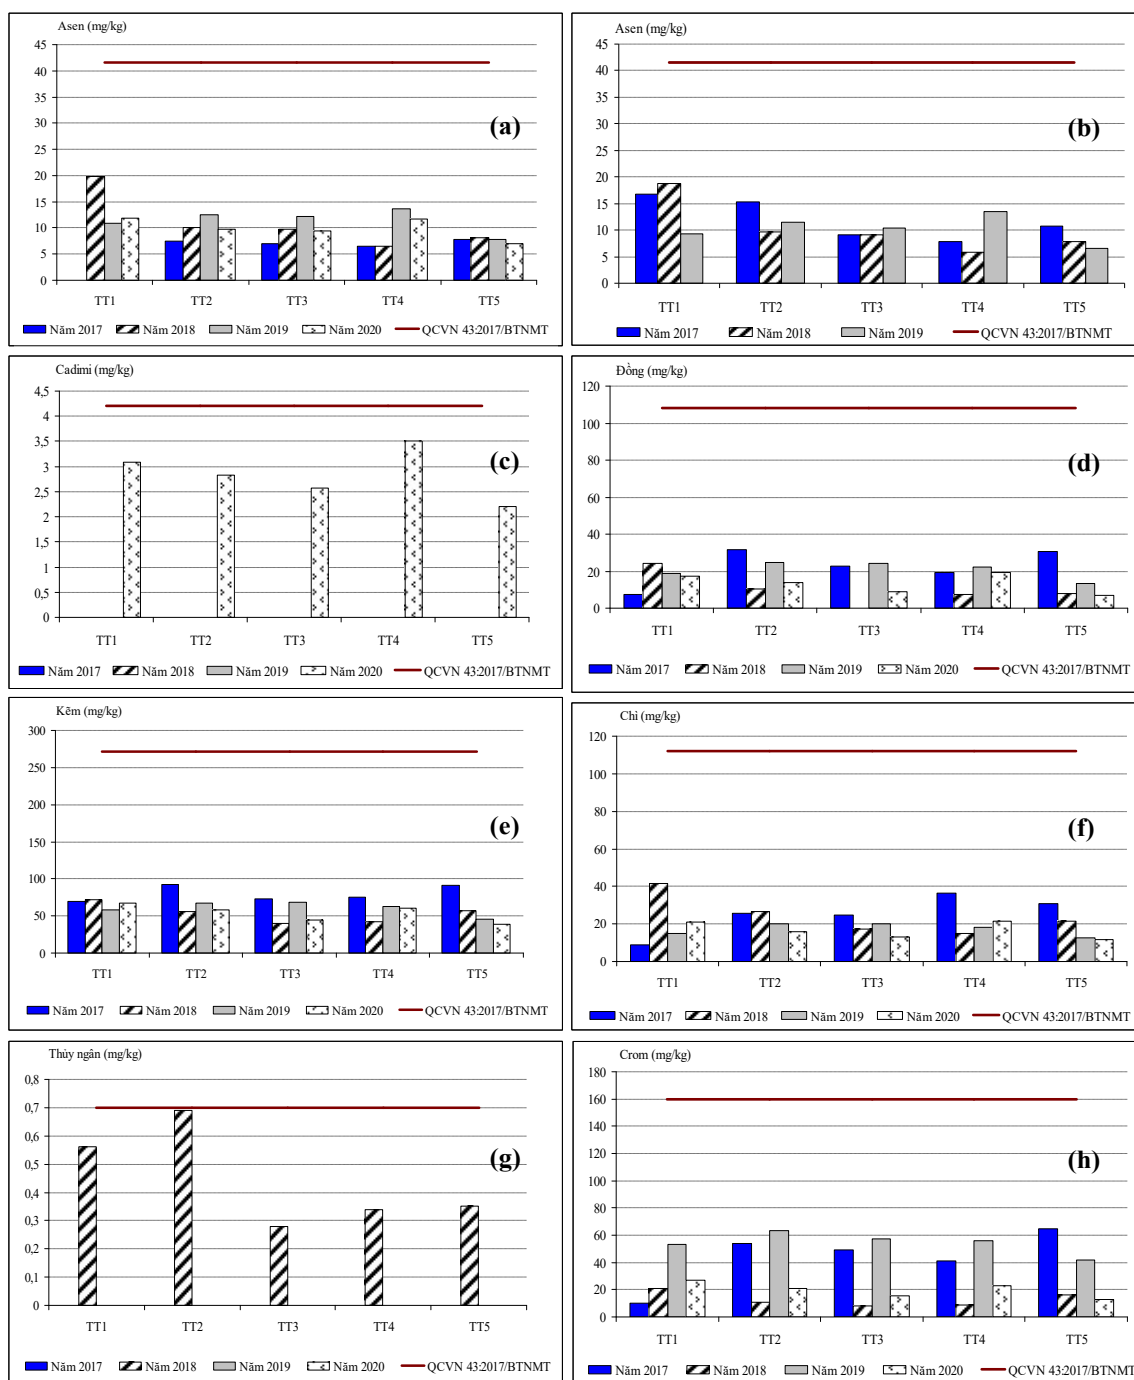 Asen (mg/kg)
45
40
35
30
25
20
15
10
5
0
(a)
TT1 TT2 TT3 TT4 TT5
Năm 2017 Năm 2018 Năm 2019 Năm 2020 QCVN 43:2017/BTNMT
Asen (mg/kg)
45
40
35
30
25
20
15
10
5
0
(b)
TT1 TT2 TT3 TT4 TT5
Năm 2017 Năm 2018 Năm 2019 QCVN 43:2017/BTNMT
Cadimi (mg/kg)
4,5
4
3,5
3
2,5
2
1,5
1
0,5
0
(c)
TT1 TT2 TT3 TT4 TT5
Năm 2017 Năm 2018 Năm 2019 Năm 2020 QCVN 43:2017/BTNMT
Đồng (mg/kg)
120
100
80
60
40
20
0
(d)
TT1 TT2 TT3 TT4 TT5
Năm 2017 Năm 2018 Năm 2019 Năm 2020 QCVN 43:2017/BTNMT
Kẽm (mg/kg)
300
250
200
150
100
50
0
(e)
TT1 TT2 TT3 TT4 TT5
Năm 2017 Năm 2018 Năm 2019 Năm 2020 QCVN 43:2017/BTNMT
Chì (mg/kg)
120
100
80
60
40
20
0
(f)
TT1 TT2 TT3 TT4 TT5
Năm 2017 Năm 2018 Năm 2019 Năm 2020 QCVN 43:2017/BTNMT
Thủy ngân (mg/kg)
0,8
0,7
0,6
0,5
0,4
0,3
0,2
0,1
0
(g)
TT1 TT2 TT3 TT4 TT5
Năm 2017 Năm 2018 Năm 2019 Năm 2020 QCVN 43:2017/BTNMT
Crom (mg/kg)
180
160
140
120
100
80
60
40
20
0
(h)
TT1 TT2 TT3 TT4 TT5
Năm 2017 Năm 2018 Năm 2019 Năm 2020 QCVN 43:2017/BTNMT